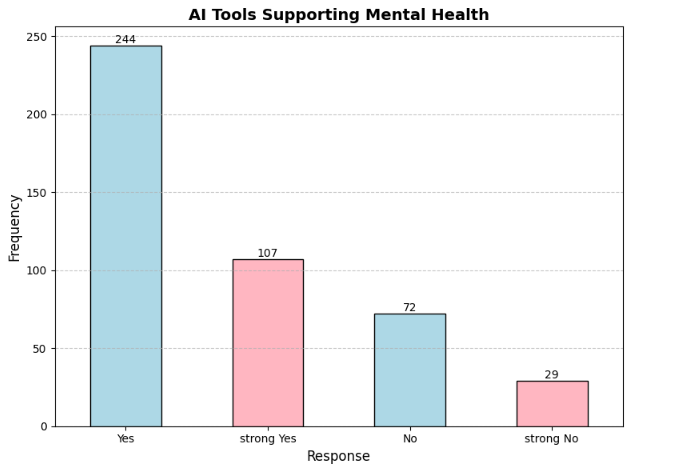 AI Tools Supporting Mental Health
250
200
150
100
50
0
Frequency
244
107
72
29
Yes
strong Yes
No
strong No
Response